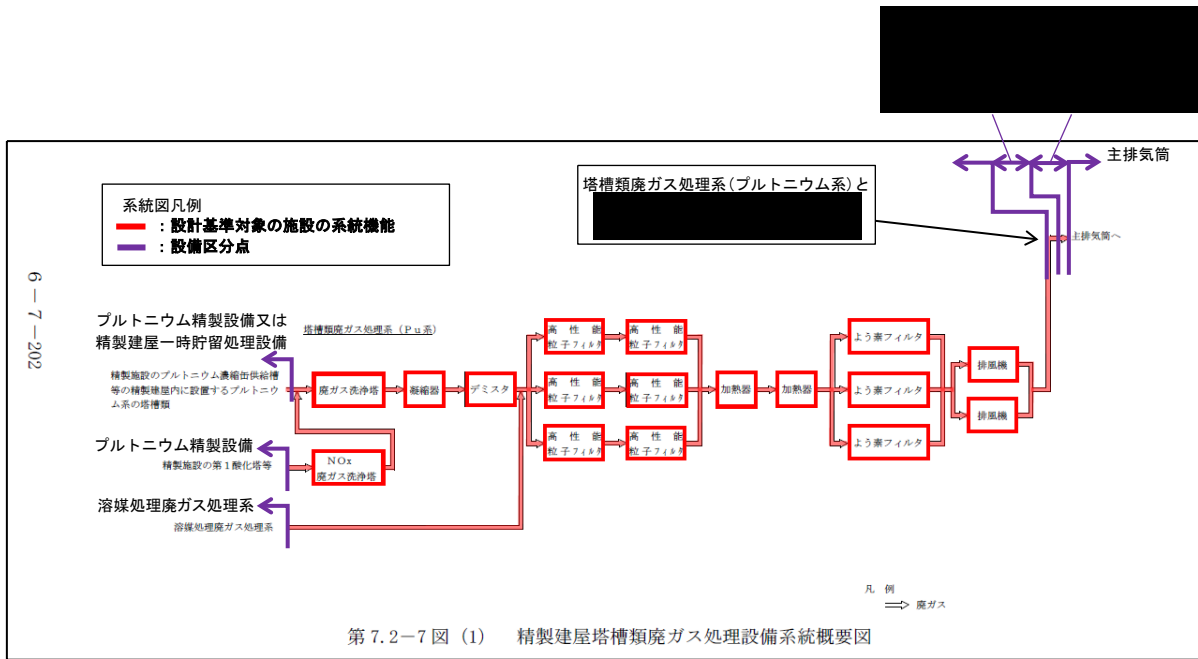 主排気筒
塔槽類廃ガス処理系(プルトニウム系)と
系統図凡例
：設計基準対象の施設の系統機能
：設備区分点
主排気筒へ
6－7－202
プルトニウム精製設備又は
精製建屋一時貯留処理設備
塔槽類廃ガス処理系（Ｐｕ系）
精製施設のプルトニウム濃縮缶供給槽
等の精製建屋内に設置するプルトニウ
ム系の塔槽類
廃ガス洗浄塔
凝縮器
デミスタ
高性能
粒子フィルタ
高性能
粒子フィルタ
高性能
粒子フィルタ
高性能
粒子フィルタ
高性能
粒子フィルタ
高性能
粒子フィルタ
加熱器
加熱器
よう素フィルタ
よう素フィルタ
よう素フィルタ
排風機
排風機
プルトニウム精製設備
精製施設の第１酸化塔等
NOx
廃ガス洗浄塔
溶媒処理廃ガス処理系
溶媒処理廃ガス処理系
凡例
廃ガス
第7.2－7図（1）　精製建屋塔槽類廃ガス処理設備系統概要図